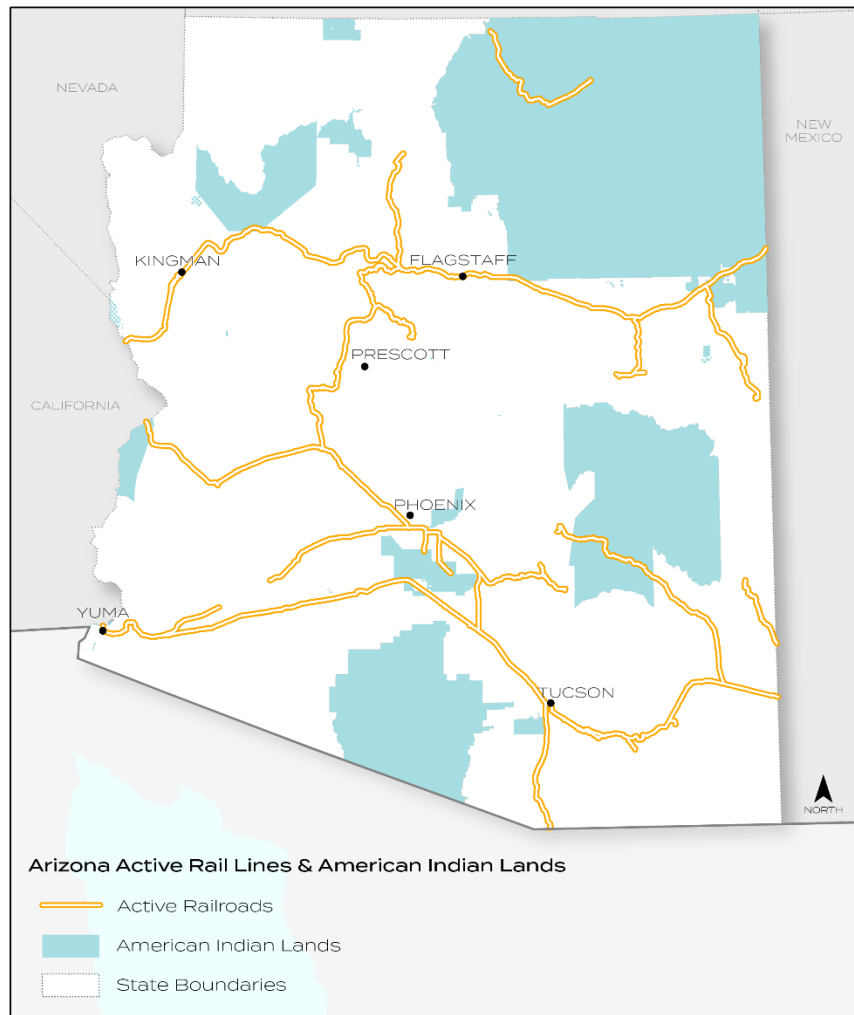 NEVADA
NEW
MEXICO
KINGMAN
FLAGSTAFF
PRESCOTT
CALIFORNIA
PHOENIX
YUMA
TUCSON
NORTH
Arizona Active Rail Lines & American Indian Lands
Active Railroads
American Indian Lands
State Boundaries